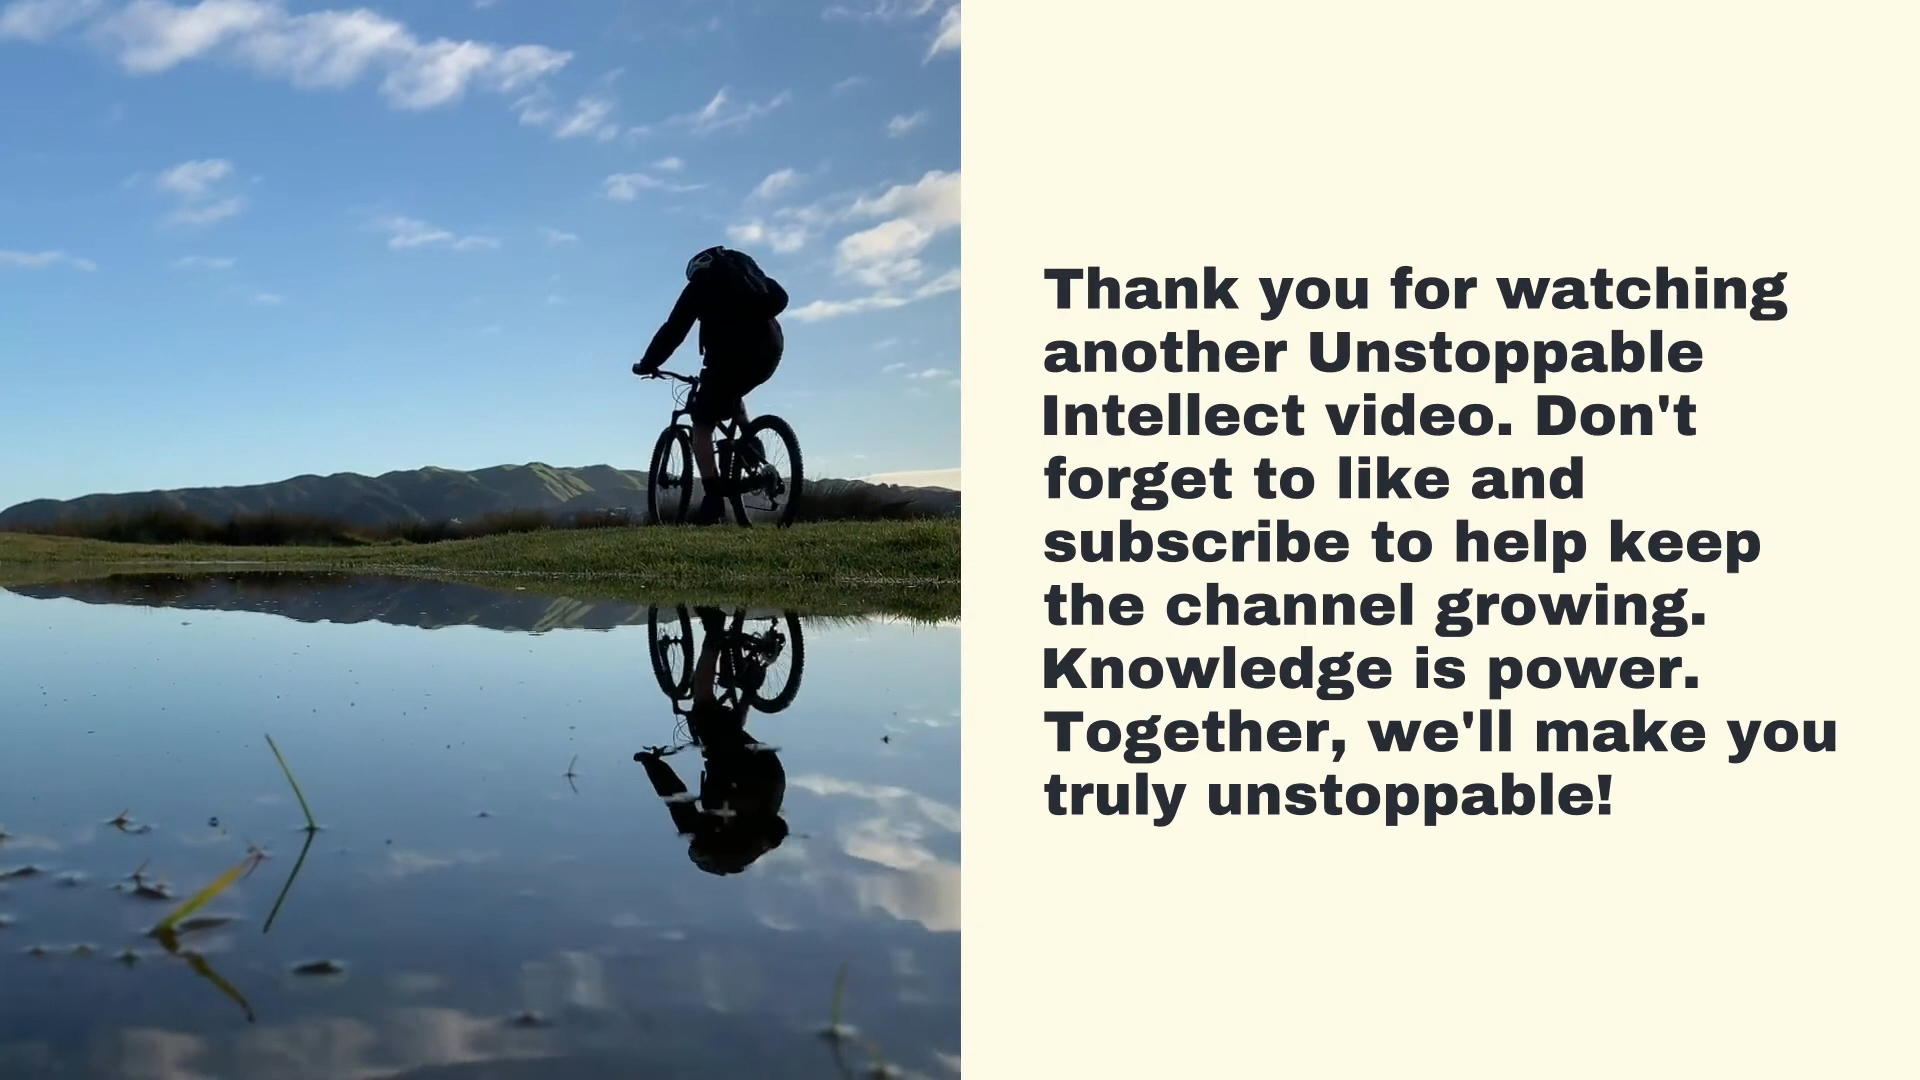 Thank you for watching
another Unstoppable
Intellect video. Don't
forget to like and
subscribe to help keep
the channel growing.
Knowledge is power.
Together, we'll make you
truly unstoppable!